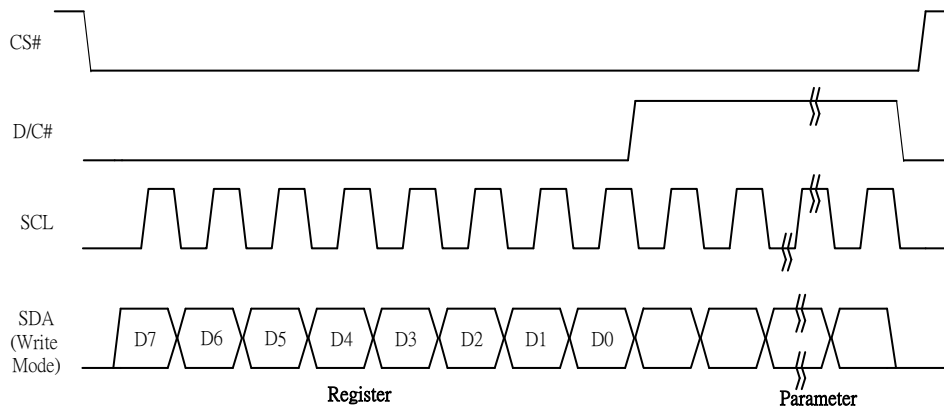 CS#
D/C#
SCL
SDA
(Write
Mode)
D7 D6 D5 D4 D3 D2 D1 D0
Register
Parameter